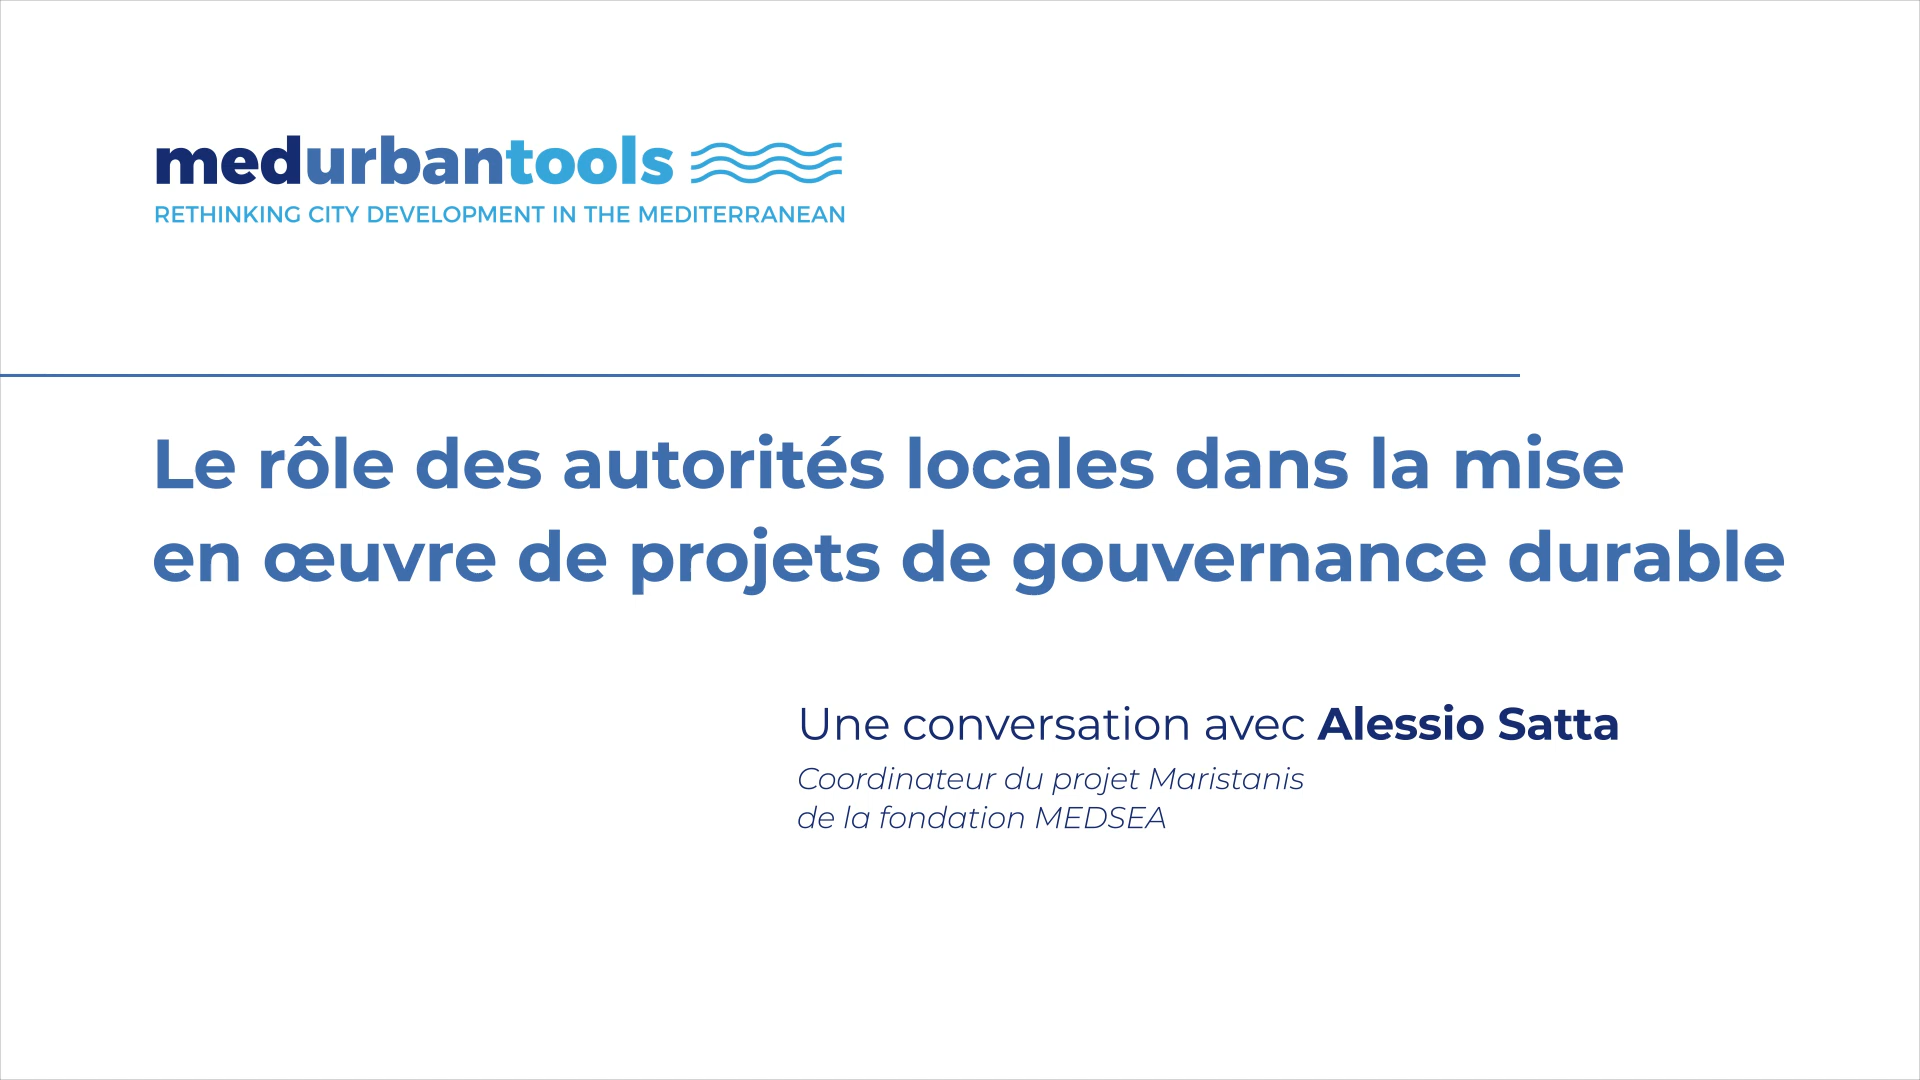 medurbantools
RETHINKING CITY DEVELOPMENT IN THE MEDITERRANEAN
Le rôle des autorités locales dans la mise
en œuvre de projets de gouvernance durable
Une conversation avec Alessio Satta
Coordinateur du projet Maristanis
de la fondation MEDSEA